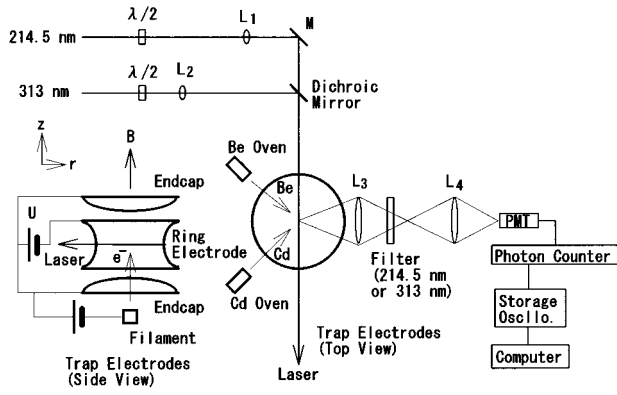 λ/2
L1
M
214.5 nm
λ/2
L2
313 nm
Dichroic
Mirror
z
r
B
Endcap
U
Laser
e-
Ring
Electrode
Endcap
Filament
Trap Electrodes
(Side View)
Be Oven
Be
Cd
Cd Oven
L3
L4
Filter
(214.5 nm
or 313 nm)
PMT
Photon Counter
Storage
Oscillo.
Computer
Trap Electrodes
(Top View)
Laser